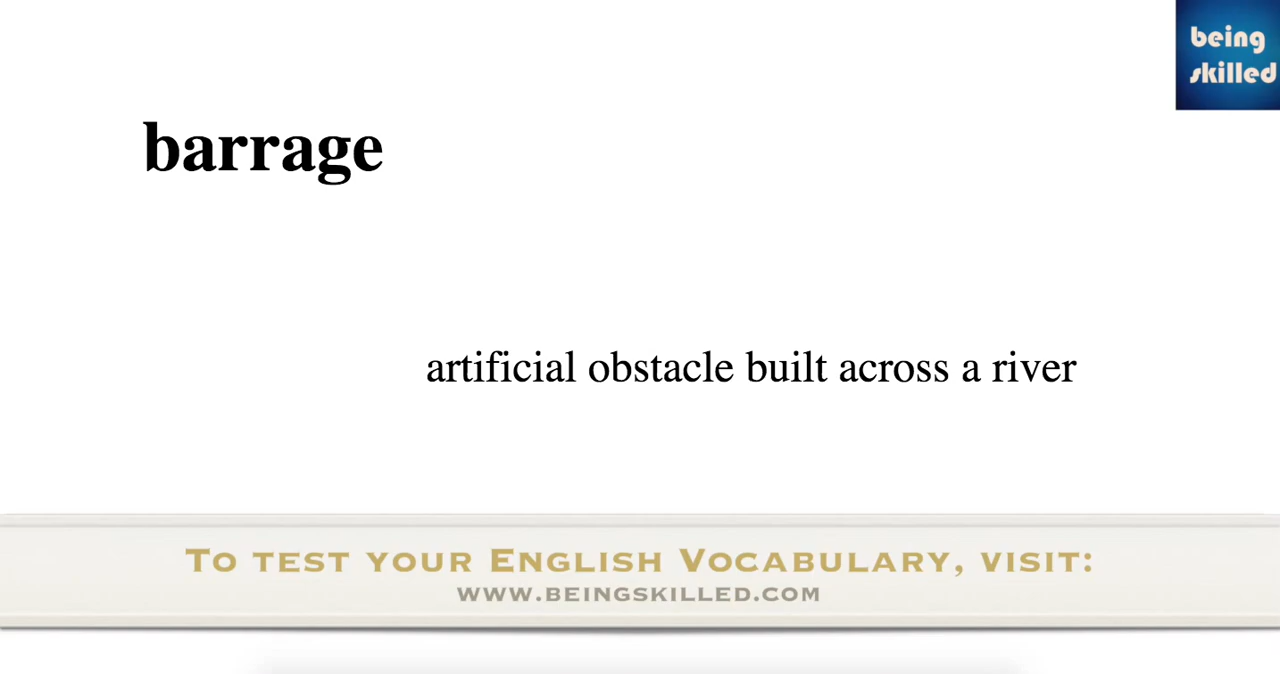 being
skilled
barrage
artificial obstacle built across a river
To test your English Vocabulary, visit:
www.beingskilled.com